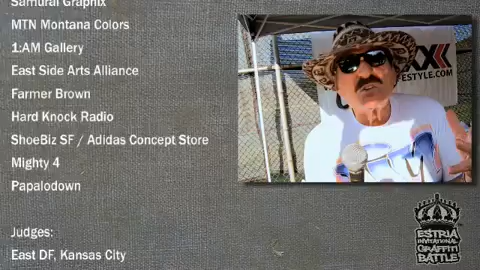 Samurai Graphix
MTN Montana Colors
1:AM Gallery
East Side Arts Alliance
Farmer Brown
Hard Knock Radio
ShoeBiz SF / Adidas Concept Store
Mighty 4
Papalodown
Judges:
East DF, Kansas City
ESTYLE.COM
ESTRIA
INVITATIONAL
GRAFFITI
BATTLE